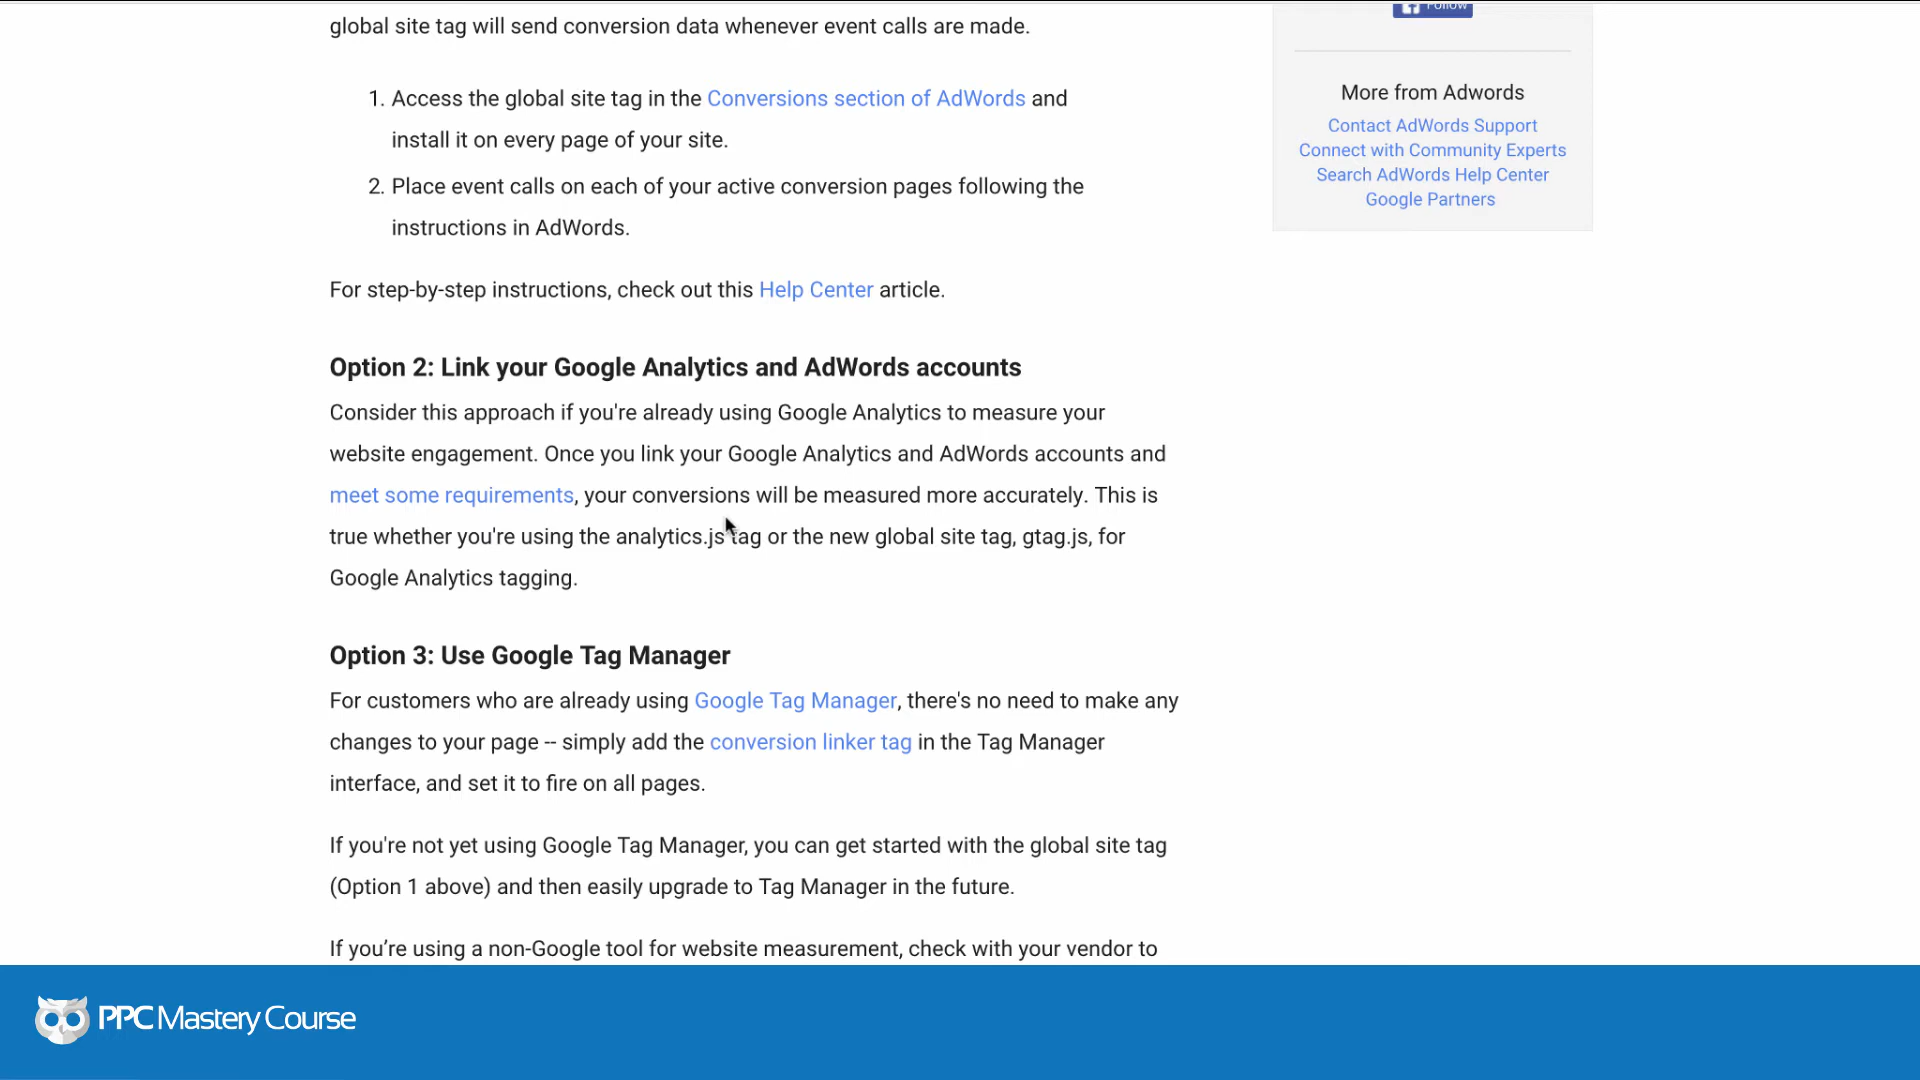 global site tag will send conversion data whenever event calls are made.
1. Access the global site tag in the Conversions section of AdWords and
install it on every page of your site.
2. Place event calls on each of your active conversion pages following the
instructions in AdWords.
For step-by-step instructions, check out this Help Center article.
Option 2: Link your Google Analytics and AdWords accounts
Consider this approach if you're already using Google Analytics to measure your
website engagement. Once you link your Google Analytics and AdWords accounts and
meet some requirements, your conversions will be measured more accurately. This is
true whether you're using the analytics.js tag or the new global site tag, gtag.js, for
Google Analytics tagging.
Option 3: Use Google Tag Manager
For customers who are already using Google Tag Manager, there's no need to make any
changes to your page -- simply add the conversion linker tag in the Tag Manager
interface, and set it to fire on all pages.
If you're not yet using Google Tag Manager, you can get started with the global site tag
(Option 1 above) and then easily upgrade to Tag Manager in the future.
If you’re using a non-Google tool for website measurement, check with your vendor to
Follow
More from Adwords
Contact AdWords Support
Connect with Community Experts
Search AdWords Help Center
Google Partners
PPC Mastery Course